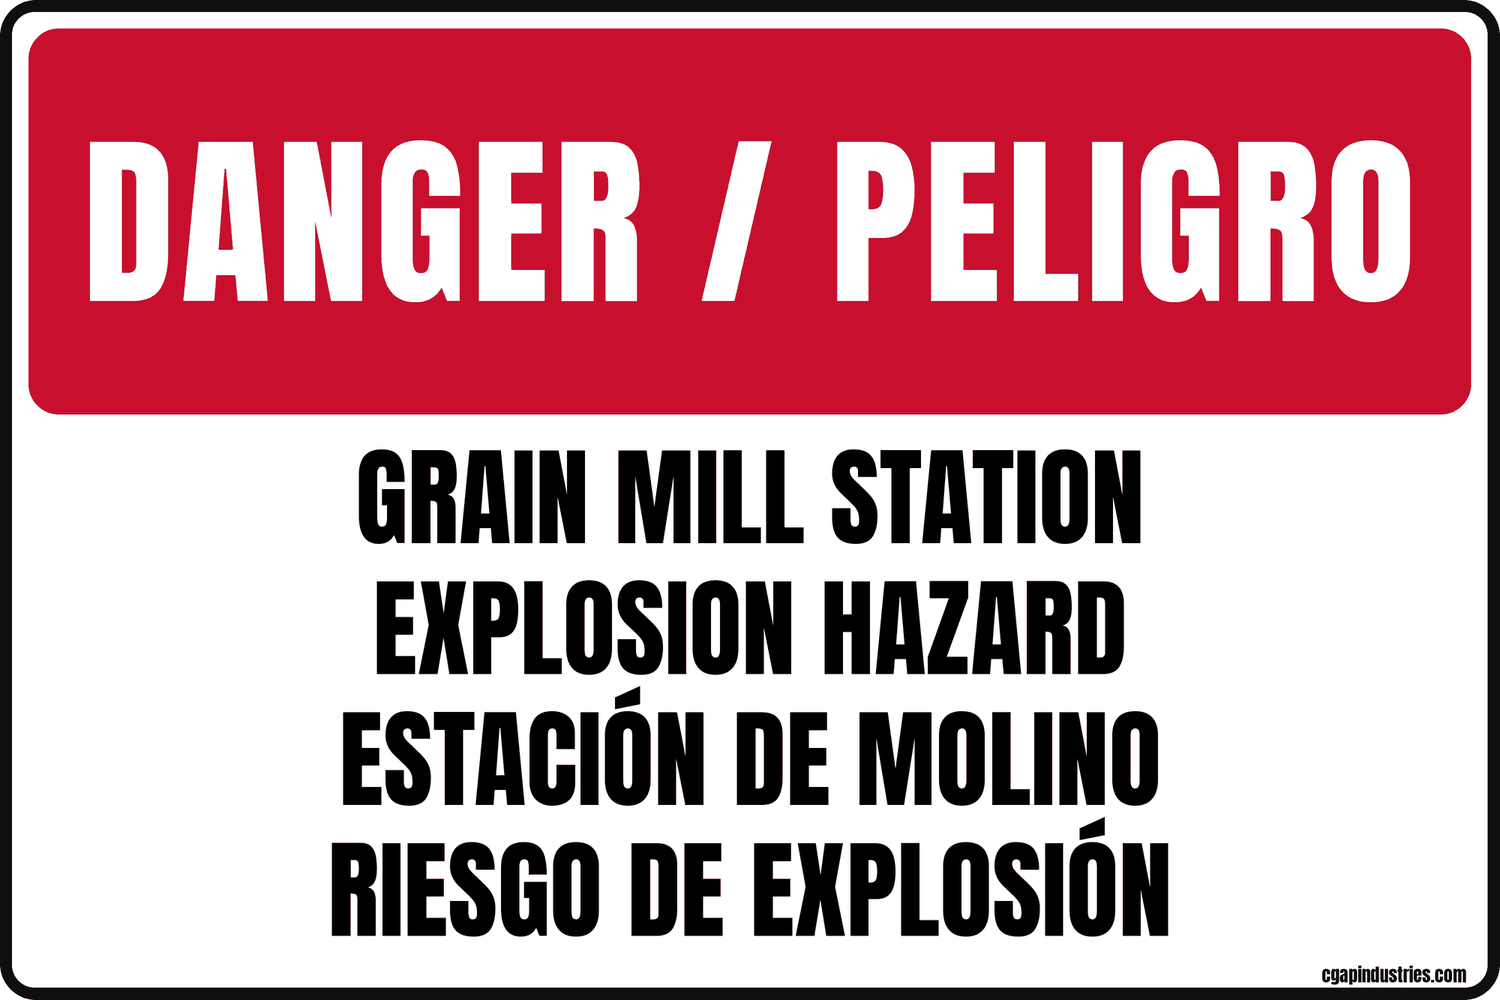 DANGER / PELIGRO
GRAIN MILL STATION
EXPLOSION HAZARD
ESTACIÓN DE MOLINO
RIESGO DE EXPLOSIÓN
cgapindustries.com